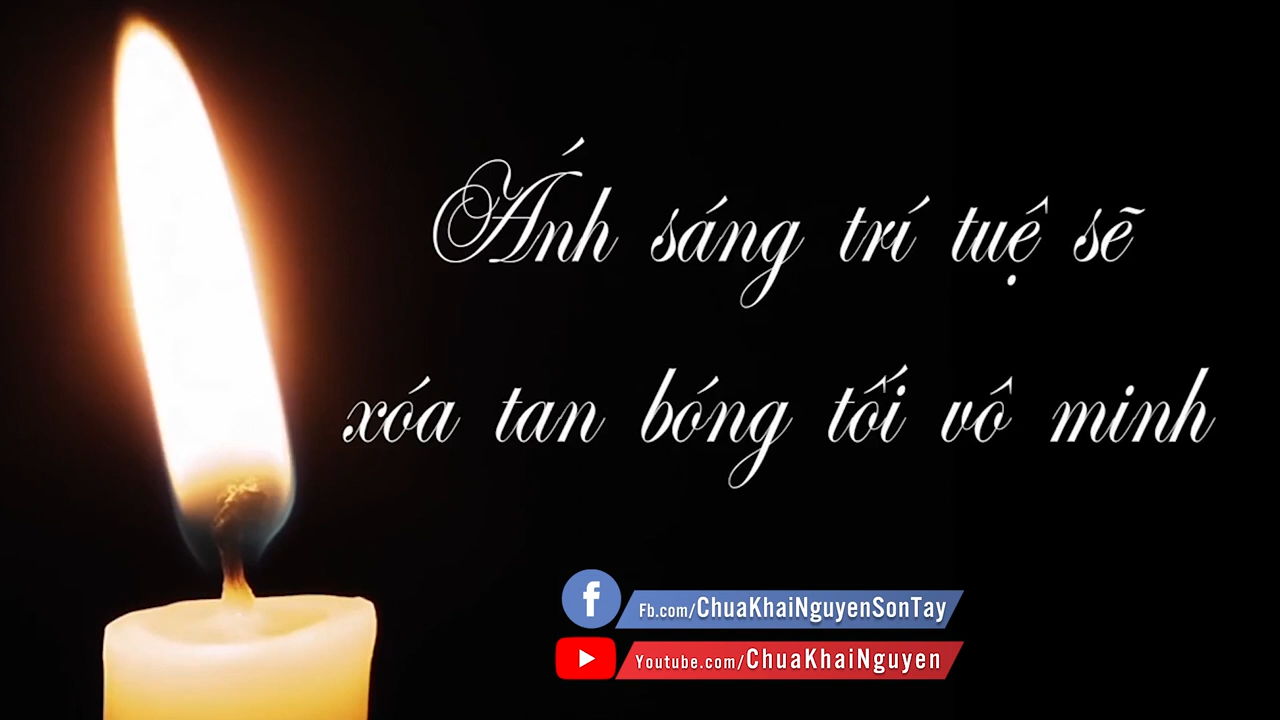 Ánh sáng trí tuệ sẽ
xóa tan bóng tối vô minh
Fb.com/ChuaKhaiNguyenSonTay
Youtube.com/ChuaKhaiNguyen